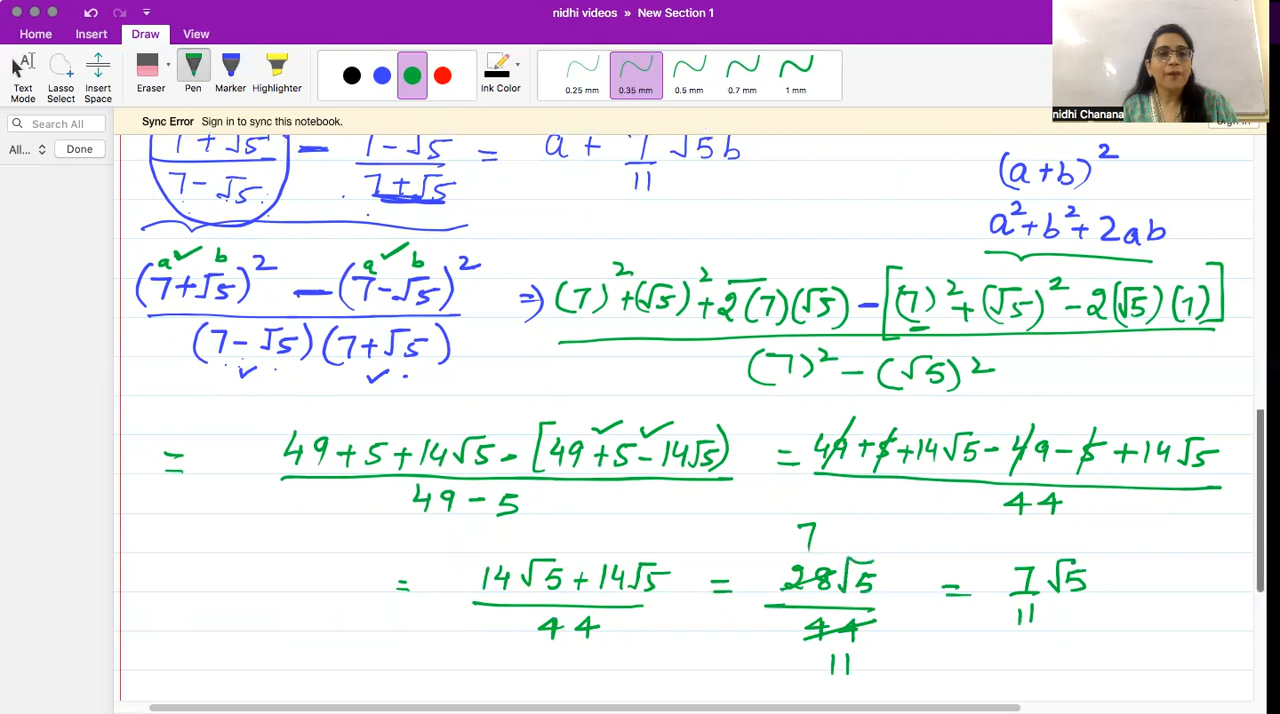 nidhi videos » New Section 1
Home Insert Draw View
Text Mode Lasso Select Insert Space Eraser Pen Marker Highlighter Ink Color 0.25 mm 0.35 mm 0.5 mm 0.7 mm 1 mm
nidhi Chanana
Search All
Sync Error Sign in to sync this notebook.
All... Done
7+√5/7-√5 - 7-√5/7+√5 = a + 7/11 √5b
(a+b)²
a²+b²+2ab
a b a b
(7+√5)² - (7-√5)² / (7-√5)(7+√5) ⇒ (7)²+(√5)²+2(7)(√5) - [(7)²+(√5)²-2(√5)(7)] / (7)²-(√5)²
= 49+5+14√5-[49+5-14√5) / 49-5 = 49+5+14√5-49-5+14√5 / 44
= 14√5+14√5 / 44 = 28√5 / 44 7 11 = 7/11 √5